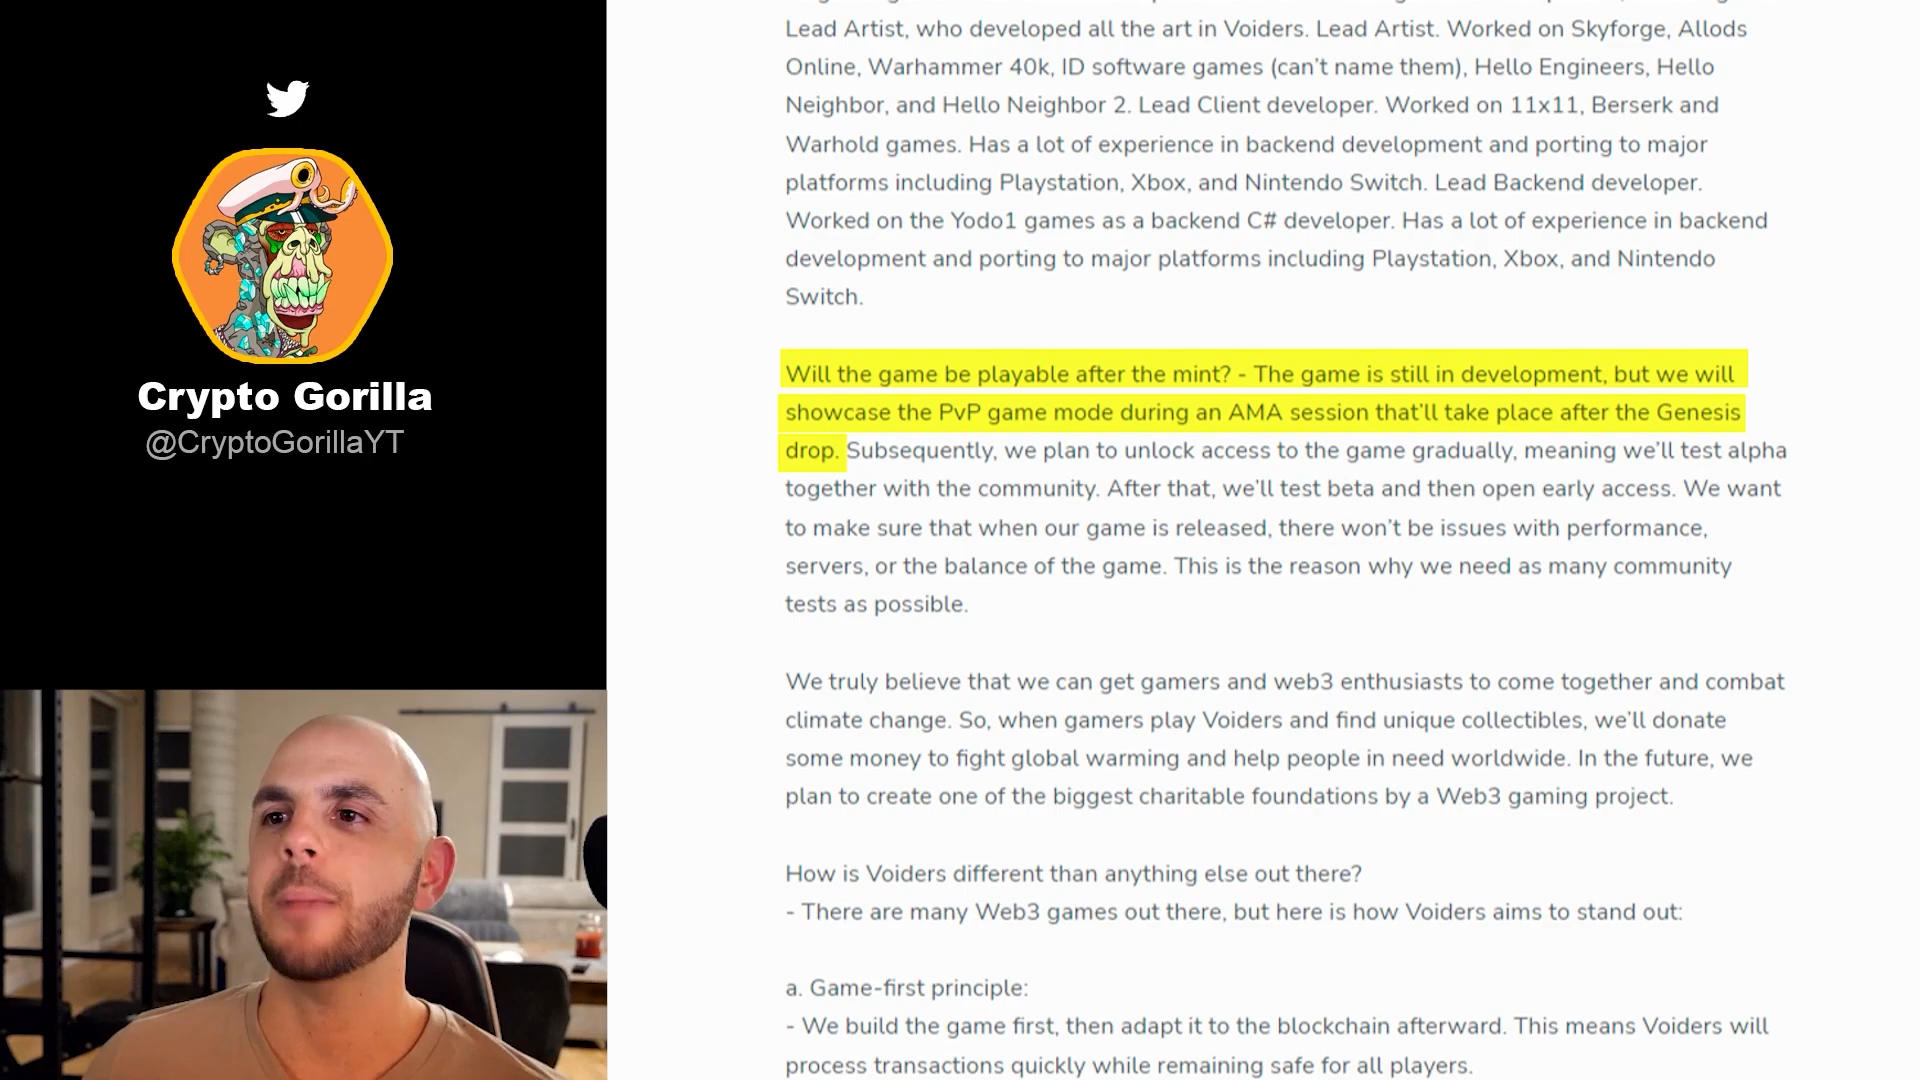 Crypto Gorilla
@CryptoGorillaYT
Lead Artist, who developed all the art in Voiders. Lead Artist. Worked on Skyforge, Allods
Online, Warhammer 40k, ID software games (can't name them), Hello Engineers, Hello
Neighbor, and Hello Neighbor 2. Lead Client developer. Worked on 11x11, Berserk and
Warhold games. Has a lot of experience in backend development and porting to major
platforms including Playstation, Xbox, and Nintendo Switch. Lead Backend developer.
Worked on the Yodo1 games as a backend C# developer. Has a lot of experience in backend
development and porting to major platforms including Playstation, Xbox, and Nintendo
Switch.
Will the game be playable after the mint? - The game is still in development, but we will
showcase the PvP game mode during an AMA session that'll take place after the Genesis
drop. Subsequently, we plan to unlock access to the game gradually, meaning we'll test alpha
together with the community. After that, we'll test beta and then open early access. We want
to make sure that when our game is released, there won't be issues with performance,
servers, or the balance of the game. This is the reason why we need as many community
tests as possible.
We truly believe that we can get gamers and web3 enthusiasts to come together and combat
climate change. So, when gamers play Voiders and find unique collectibles, we'll donate
some money to fight global warming and help people in need worldwide. In the future, we
plan to create one of the biggest charitable foundations by a Web3 gaming project.
How is Voiders different than anything else out there?
- There are many Web3 games out there, but here is how Voiders aims to stand out:
a. Game-first principle:
- We build the game first, then adapt it to the blockchain afterward. This means Voiders will
process transactions quickly while remaining safe for all players.